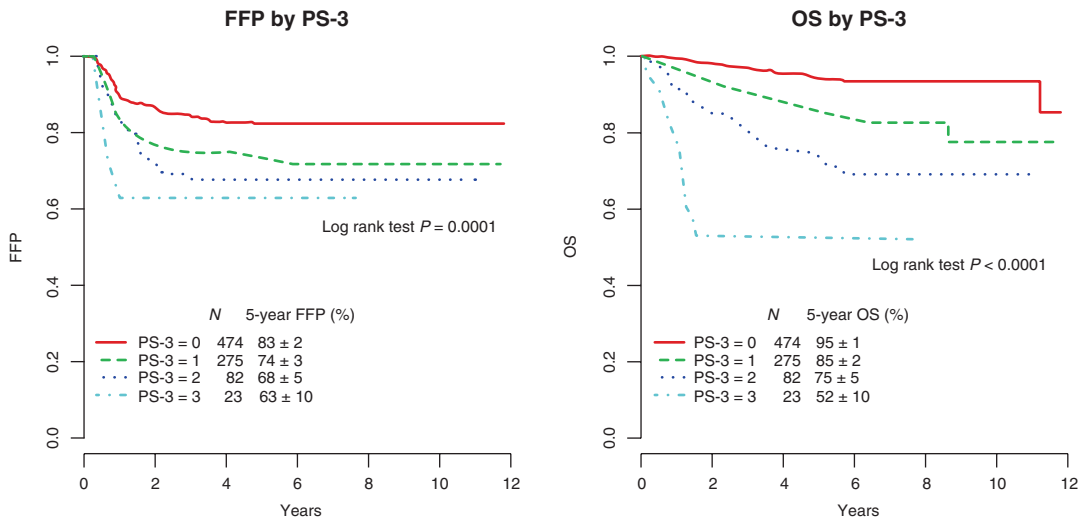 FFP by PS-3
1.0
0.8
0.6
0.4
0.2
0.0
FFP
Log rank test P = 0.0001
N 5-year FFP (%)
PS-3 = 0 474 83 ± 2
PS-3 = 1 275 74 ± 3
PS-3 = 2 82 68 ± 5
PS-3 = 3 23 63 ± 10
0 2 4 6 8 10 12
Years
OS by PS-3
1.0
0.8
0.6
0.4
0.2
0.0
OS
Log rank test P < 0.0001
N 5-year OS (%)
PS-3 = 0 474 95 ± 1
PS-3 = 1 275 85 ± 2
PS-3 = 2 82 75 ± 5
PS-3 = 3 23 52 ± 10
0 2 4 6 8 10 12
Years